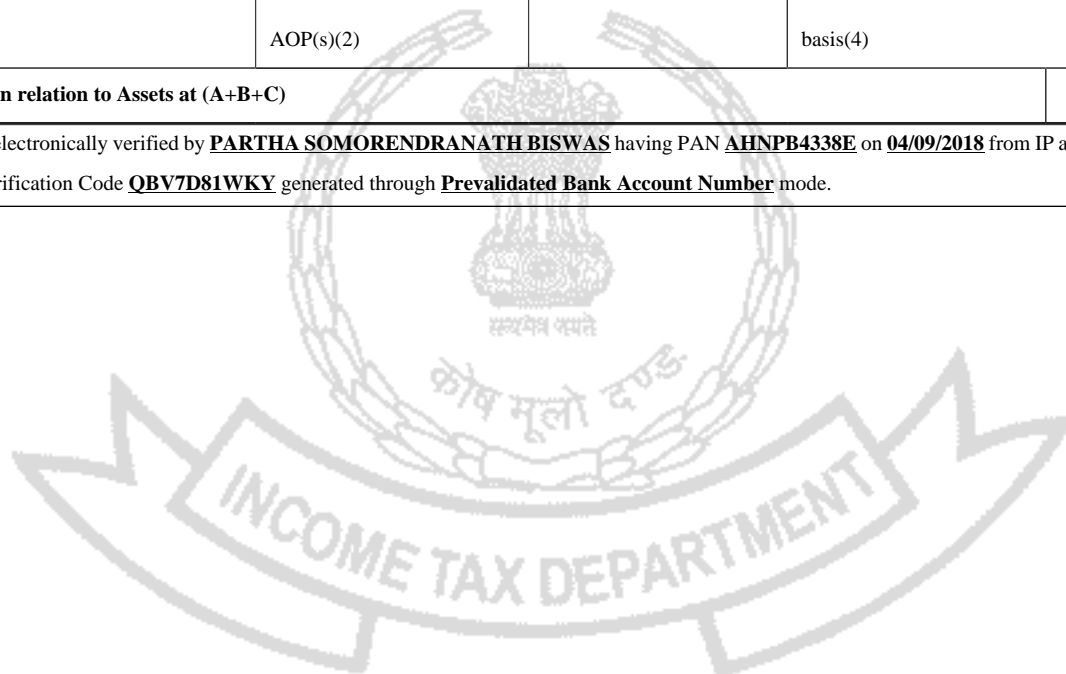 AOP(s)(2) basis(4)
n relation to Assets at (A+B+C)
lectronically verified by PARTHA SOMORENDRANATH BISWAS having PAN AHNPB4338E on 04/09/2018 from IP a
rification Code QBV7D81WKY generated through Prevalidated Bank Account Number mode.
सत्यमेव जयते
कोष मूलो दण्ड
INCOME TAX DEPARTMENT